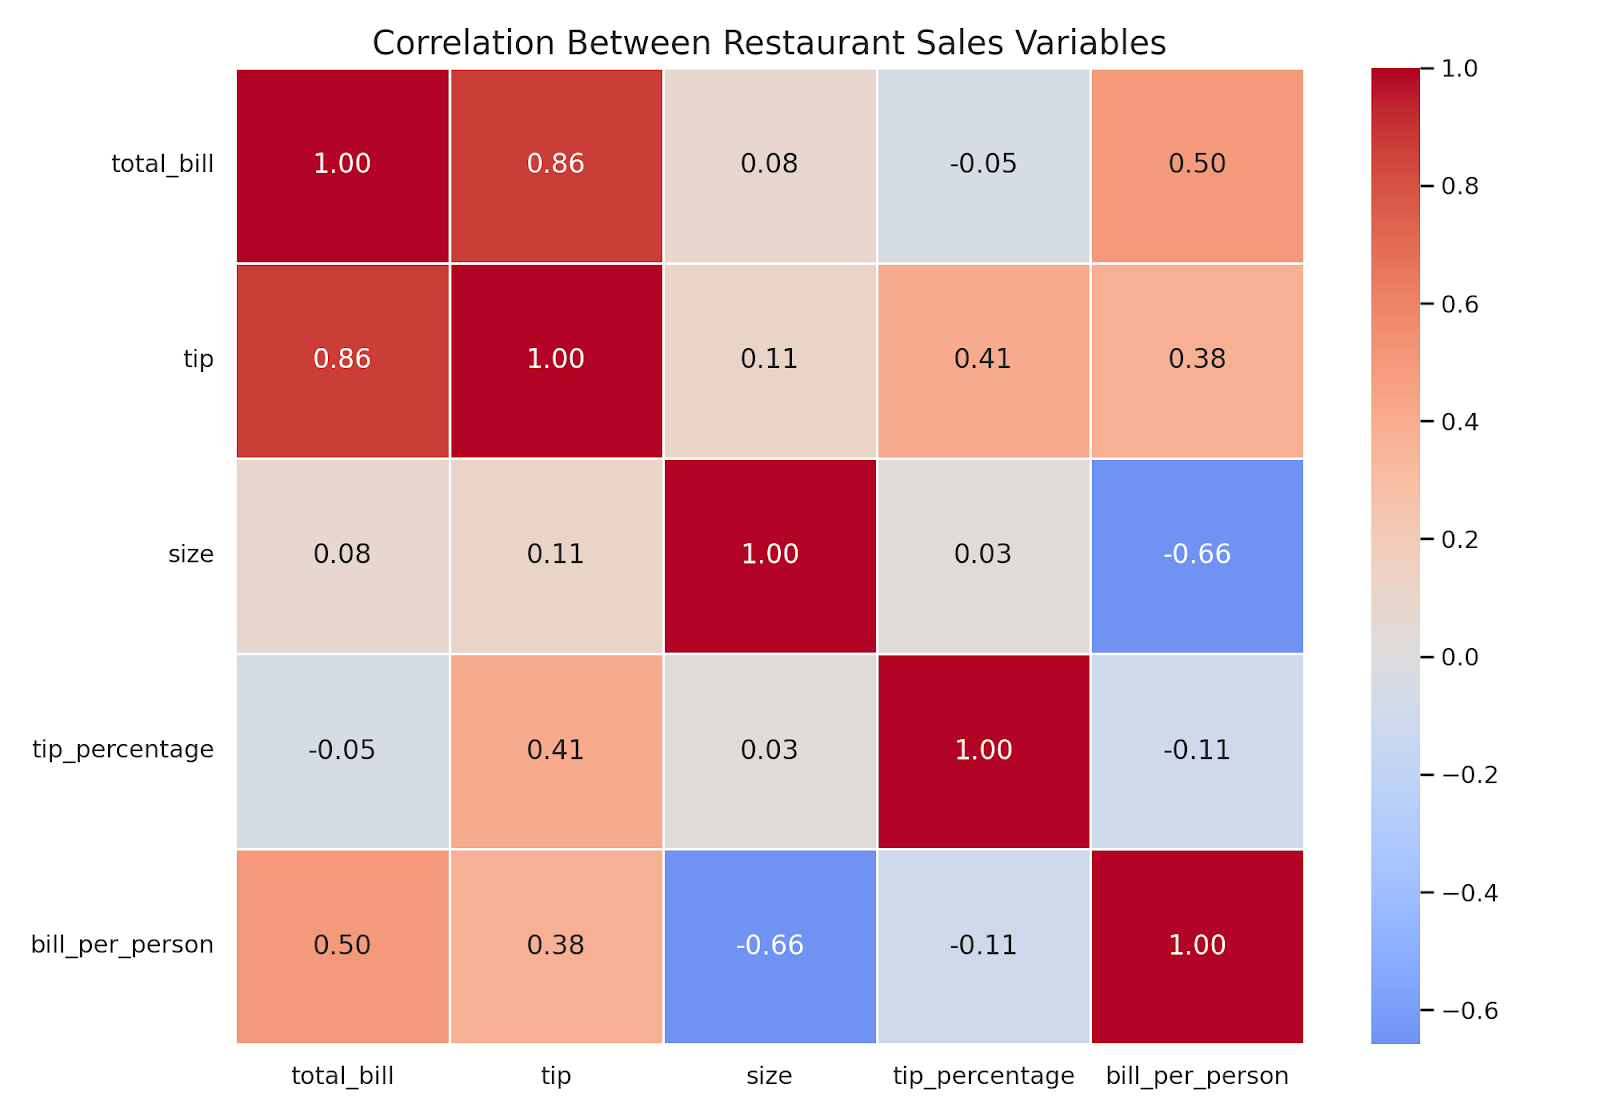 Correlation Between Restaurant Sales Variables
total_bill 1.00 0.86 0.08 -0.05 0.50
tip 0.86 1.00 0.11 0.41 0.38
size 0.08 0.11 1.00 0.03 -0.66
tip_percentage -0.05 0.41 0.03 1.00 -0.11
bill_per_person 0.50 0.38 -0.66 -0.11 1.00
total_bill tip size tip_percentage bill_per_person
1.0
0.8
0.6
0.4
0.2
0.0
−0.2
−0.4
−0.6